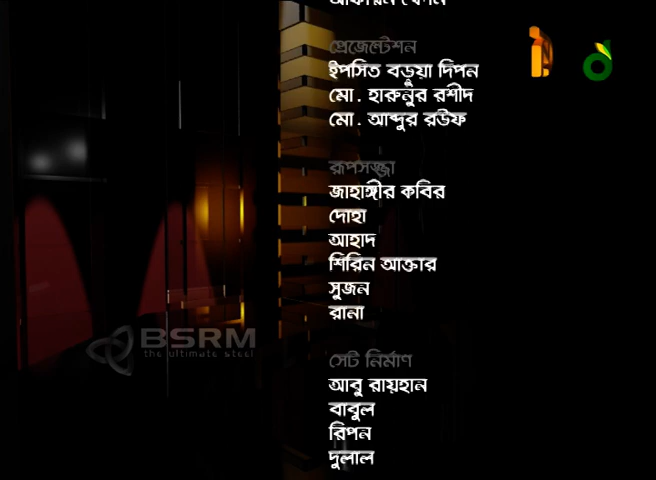 প্রেজেন্টেশন
ইপসিত বড়ুয়া দিপন
মো. হারুনুর রশীদ
মো. আব্দুর রউফ
রূপসজ্জা
জাহাঙ্গীর কবির
দোহা
আহাদ
শিরিন আক্তার
সুজন
রানা
BSRM
the ultimate steel
সেট নির্মাণ
আবু রায়হান
বাবুল
রিপন
দুলাল